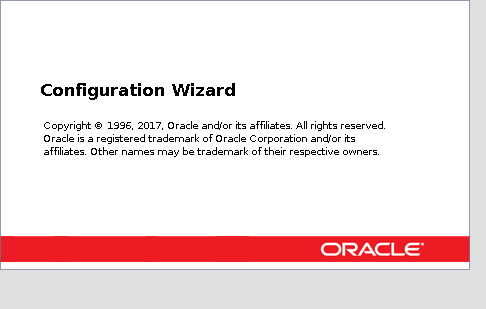 Configuration Wizard
Copyright © 1996, 2017, Oracle and/or its affiliates. All rights reserved.
Oracle is a registered trademark of Oracle Corporation and/or its
affiliates. Other names may be trademark of their respective owners.
ORACLE®